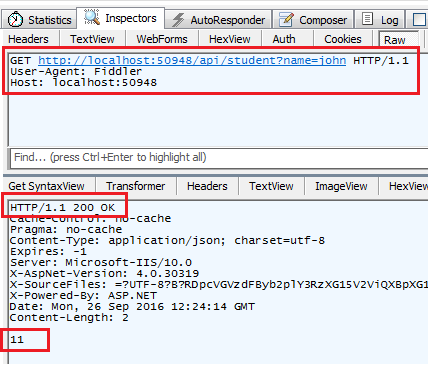 Statistics Inspectors AutoResponder Composer Log
Headers TextView WebForms HexView Auth Cookies Raw
GET http://localhost:50948/api/student?name=john HTTP/1.1
User-Agent: Fiddler
Host: localhost:50948
Find... (press Ctrl+Enter to highlight all)
Get SyntaxView Transformer Headers TextView ImageView HexView
HTTP/1.1 200 OK
Cache-Control: no-cache
Pragma: no-cache
Content-Type: application/json; charset=utf-8
Expires: -1
Server: Microsoft-IIS/10.0
X-AspNet-Version: 4.0.30319
X-SourceFiles: =?UTF-8?B?RDpcVGVzdFByb2plY3RzXG15V2ViQXBpXG1
X-Powered-By: ASP.NET
Date: Mon, 26 Sep 2016 12:24:14 GMT
Content-Length: 2
11